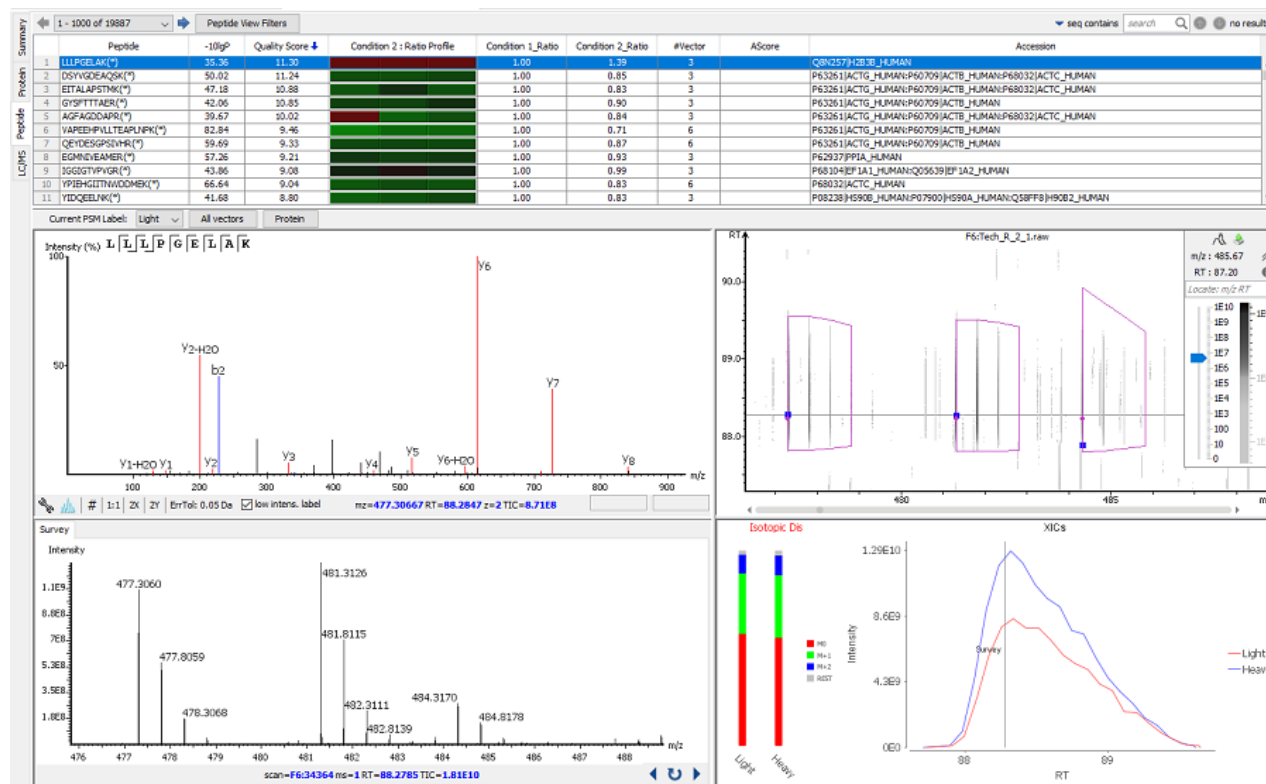 Summary
Protein
Peptide
LC/MS
1 - 1000 of 19887 Peptide View Filters seq contains search no result
Peptide -10lgP Quality Score Condition 2 : Ratio Profile Condition 1_Ratio Condition 2_Ratio #Vector AScore Accession
1 LLLPGELAK(*) 35.36 11.30 1.00 1.39 3 Q8N257|H2B3B_HUMAN
2 DSYVGDEAQSK(*) 50.02 11.24 1.00 0.85 3 P63261|ACTG_HUMAN:P60709|ACTB_HUMAN:P68032|ACTC_HUMAN
3 EITALAPSTMK(*) 47.18 10.88 1.00 0.83 3 P63261|ACTG_HUMAN:P60709|ACTB_HUMAN:P68032|ACTC_HUMAN
4 GYSFTTTAER(*) 42.06 10.85 1.00 0.90 3 P63261|ACTG_HUMAN:P60709|ACTB_HUMAN
5 AGFAGDDAPR(*) 39.67 10.02 1.00 0.84 3 P63261|ACTG_HUMAN:P60709|ACTB_HUMAN:P68032|ACTC_HUMAN
6 VAPEEHPVLLTEAPLNPK(*) 82.84 9.46 1.00 0.71 6 P63261|ACTG_HUMAN:P60709|ACTB_HUMAN
7 QEYDESGPSIVHR(*) 59.69 9.33 1.00 0.87 6 P63261|ACTG_HUMAN:P60709|ACTB_HUMAN
8 EGMNIVEAMER(*) 57.26 9.21 1.00 0.93 3 P62937|PPIA_HUMAN
9 IGGIGTVPVGR(*) 43.86 9.08 1.00 0.99 3 P68104|EF1A1_HUMAN:Q05639|EF1A2_HUMAN
10 YPIEHGIITNWDDMEK(*) 66.64 9.04 1.00 0.83 6 P68032|ACTC_HUMAN
11 YIDQEELNK(*) 41.68 8.80 1.00 0.83 3 P08238|HS90B_HUMAN:P07900|HS90A_HUMAN:Q58FF8|H90B2_HUMAN
Current PSM Label: Light All vectors Protein
Intensity (%) L L L P G E L A K
100
50
y1-H2O y1 y2-H2O y2 b2 y3 y4 y5 y6-H2O y6 y7 y8
100 200 300 400 500 600 700 800 900 m/z
# 1:1 2X 2Y ErrTol: 0.05 Da low intens. label mz=477.30667 RT=88.2847 z=2 TIC=8.71E8
RT F6:Tech_R_2_1.raw
90.0
89.0
88.0
480 485
m/z : 485.67
RT : 87.20
Locate: m/z RT
1E10
1E9
1E8
1E7
1E6
1E5
1E4
1E3
100
10
0
Survey
Intensity
1.1E9
8.8E8
7E8
5.3E8
3.5E8
1.8E8
477.3060
477.8059
478.3068
481.3126
481.8115
482.3111
482.8139
484.3170
484.8178
476 477 478 479 480 481 482 483 484 485 486 487 488 m/z
scan=F6:34364 ms=1 RT=88.2785 TIC=1.81E10
Isotopic Dis
M0
M+1
M+2
REST
Light Heavy
XICs
Intensity
1.29E10
8.6E9
4.3E9
0E0
Survey
88 89
RT
Light
Heavy